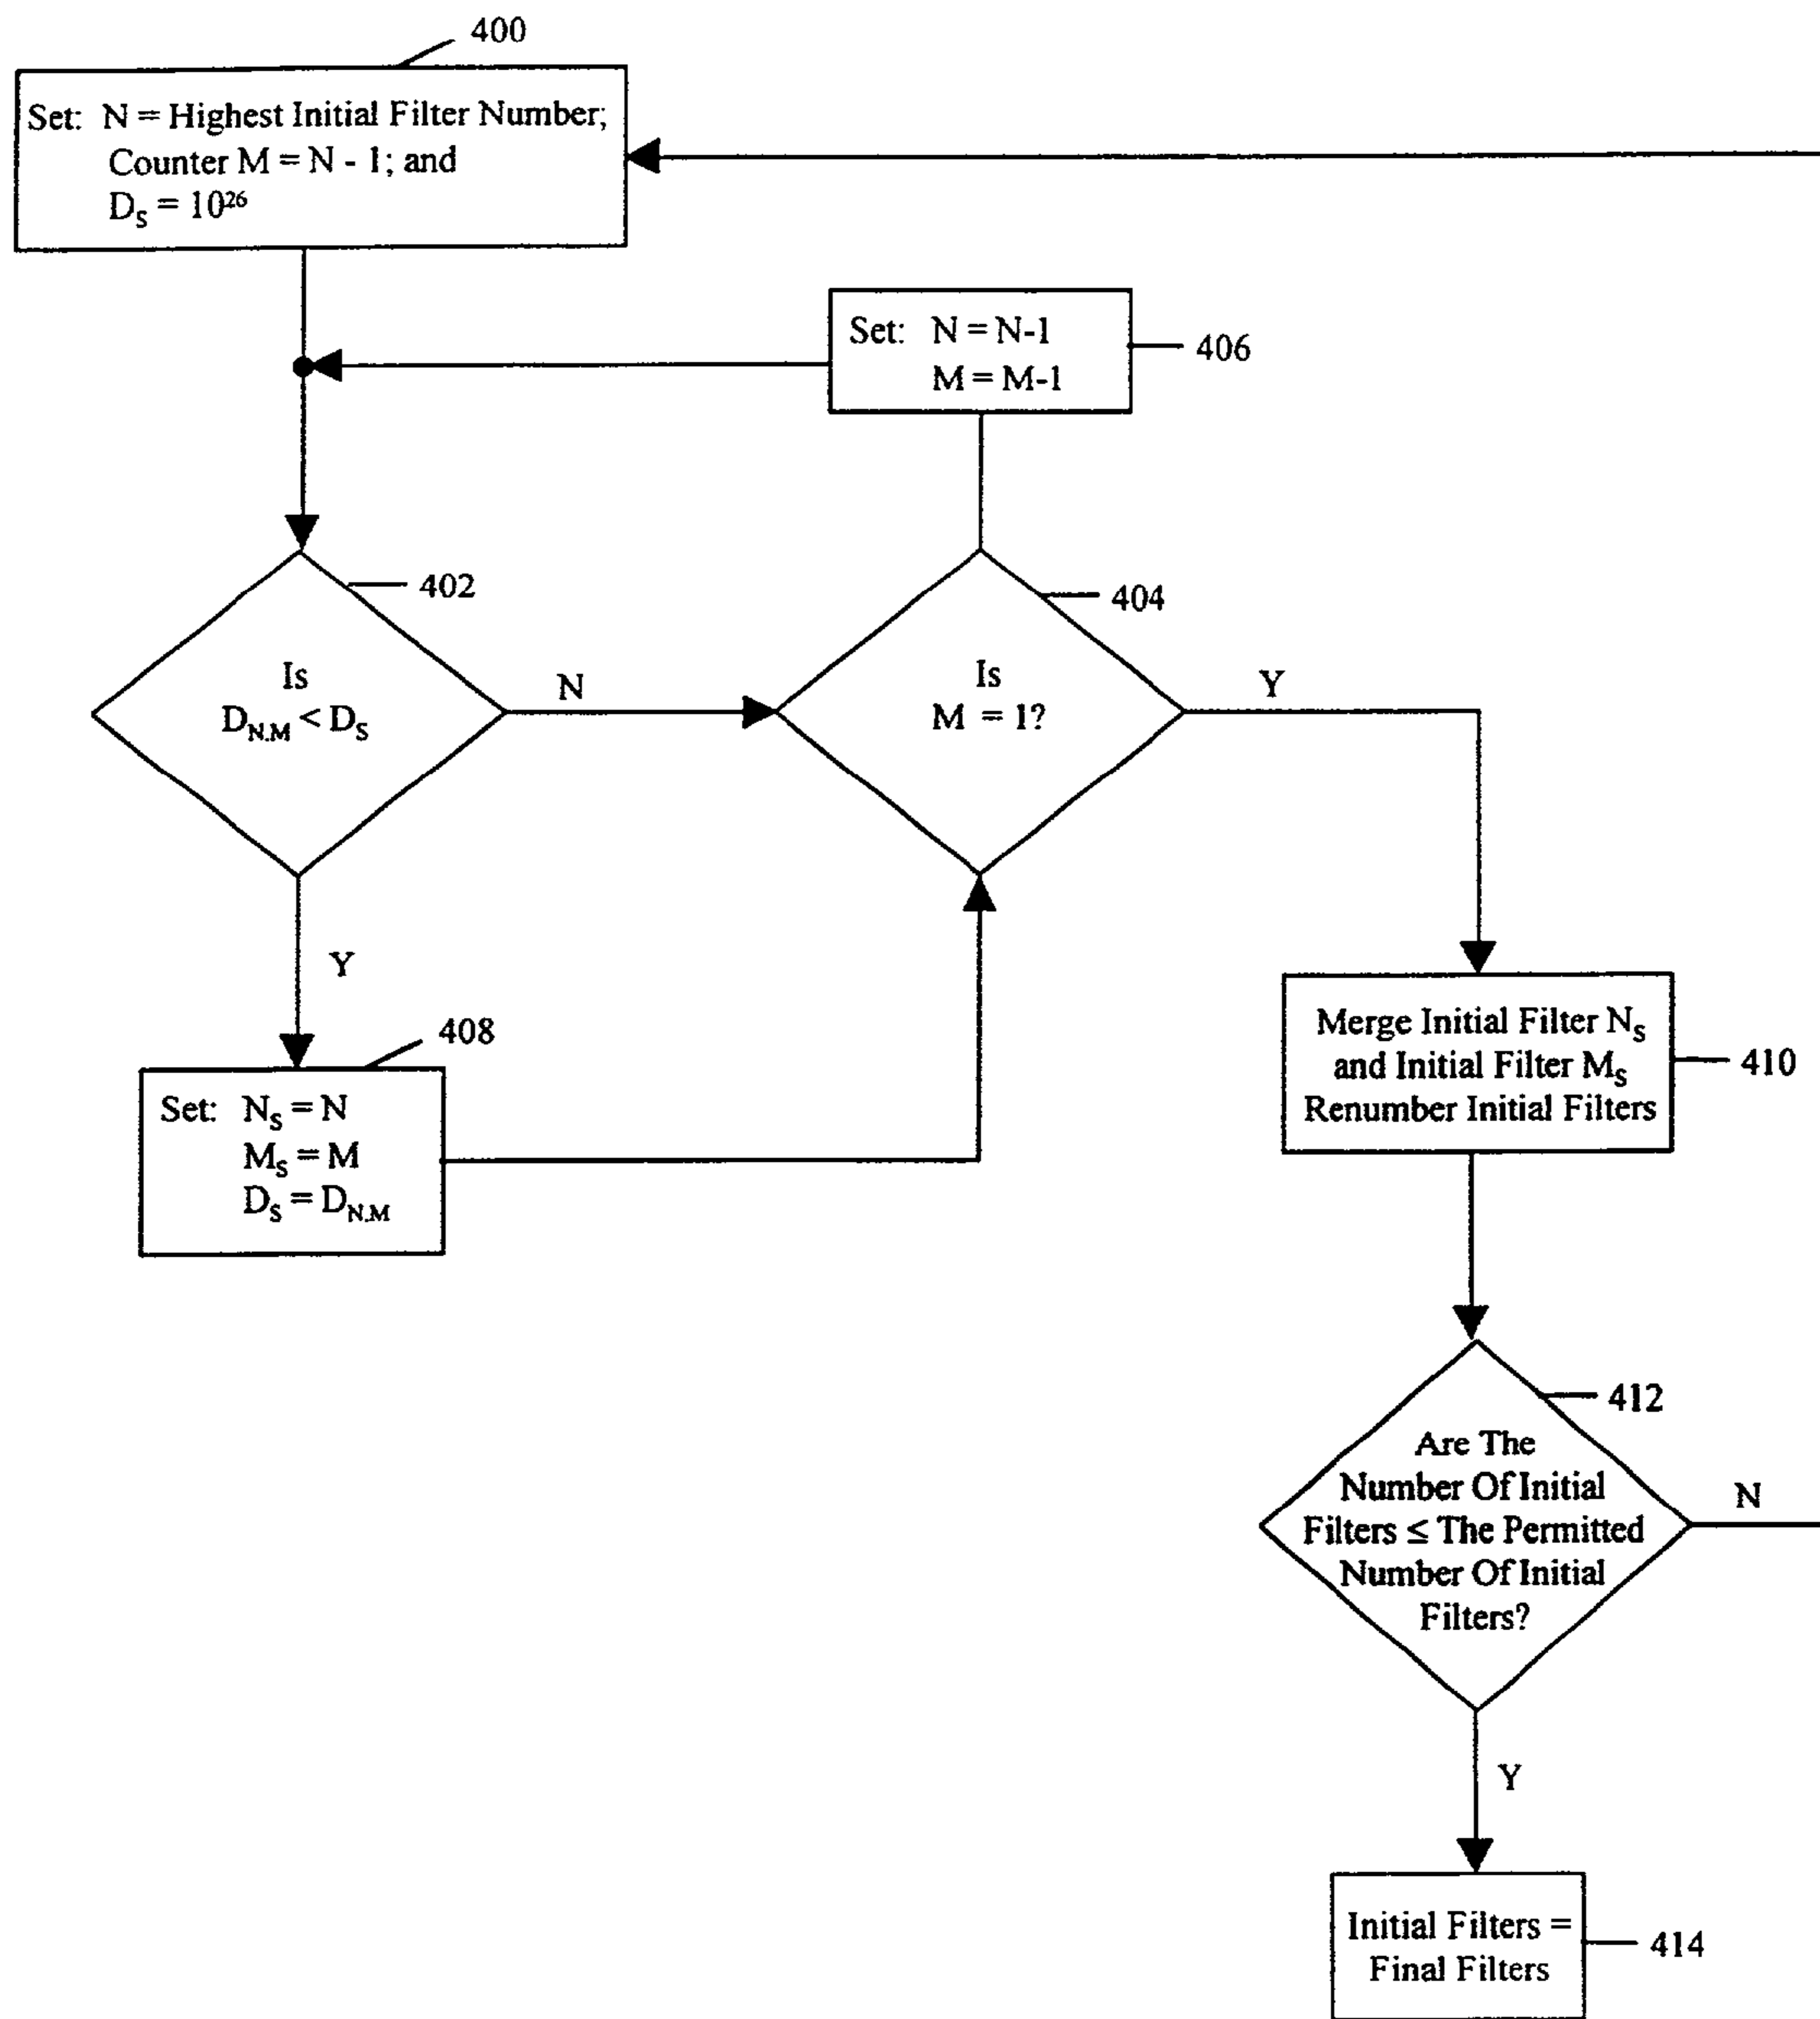 400
Set: N = Highest Initial Filter Number;
Counter M = N - 1; and
D_S = 10²⁶
Set: N = N-1
M = M-1
406
402
Is
D_N.M < D_S
N
404
Is
M = 1?
Y
Y
408
Set: N_S = N
M_S = M
D_S = D_N.M
Merge Initial Filter N_S
and Initial Filter M_S
Renumber Initial Filters
410
412
Are The
Number Of Initial
Filters ≤ The Permitted
Number Of Initial
Filters?
N
Y
Initial Filters =
Final Filters
414